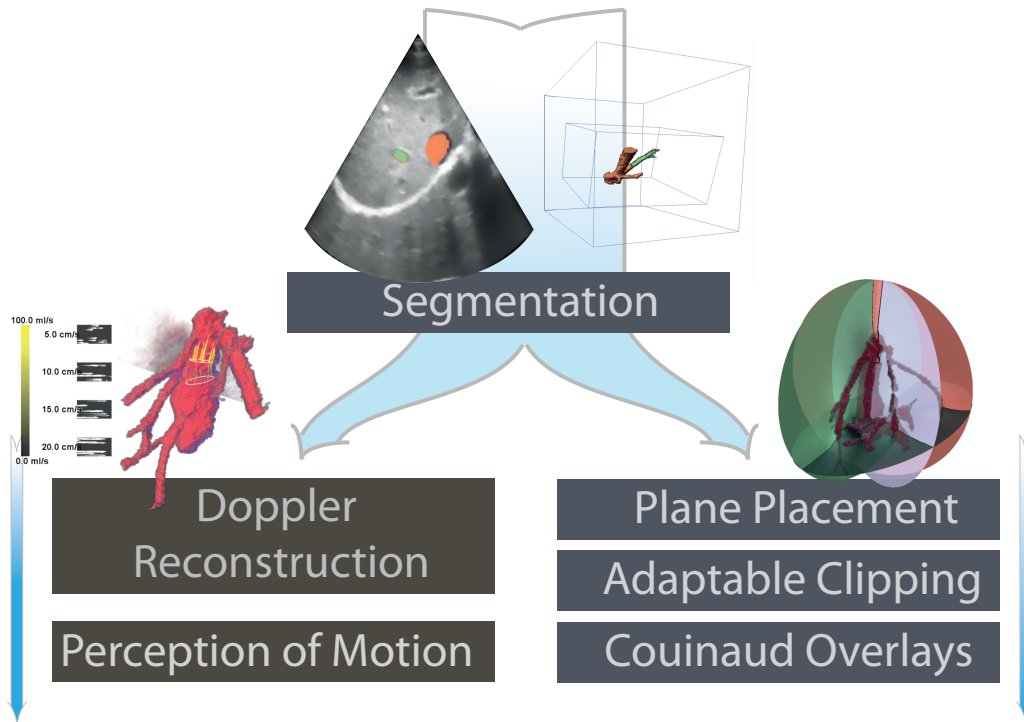 Segmentation
100.0 ml/s
5.0 cm/s
10.0 cm/s
15.0 cm/s
20.0 cm/s
0.0 ml/s
Doppler
Reconstruction
Perception of Motion
Plane Placement
Adaptable Clipping
Couinaud Overlays